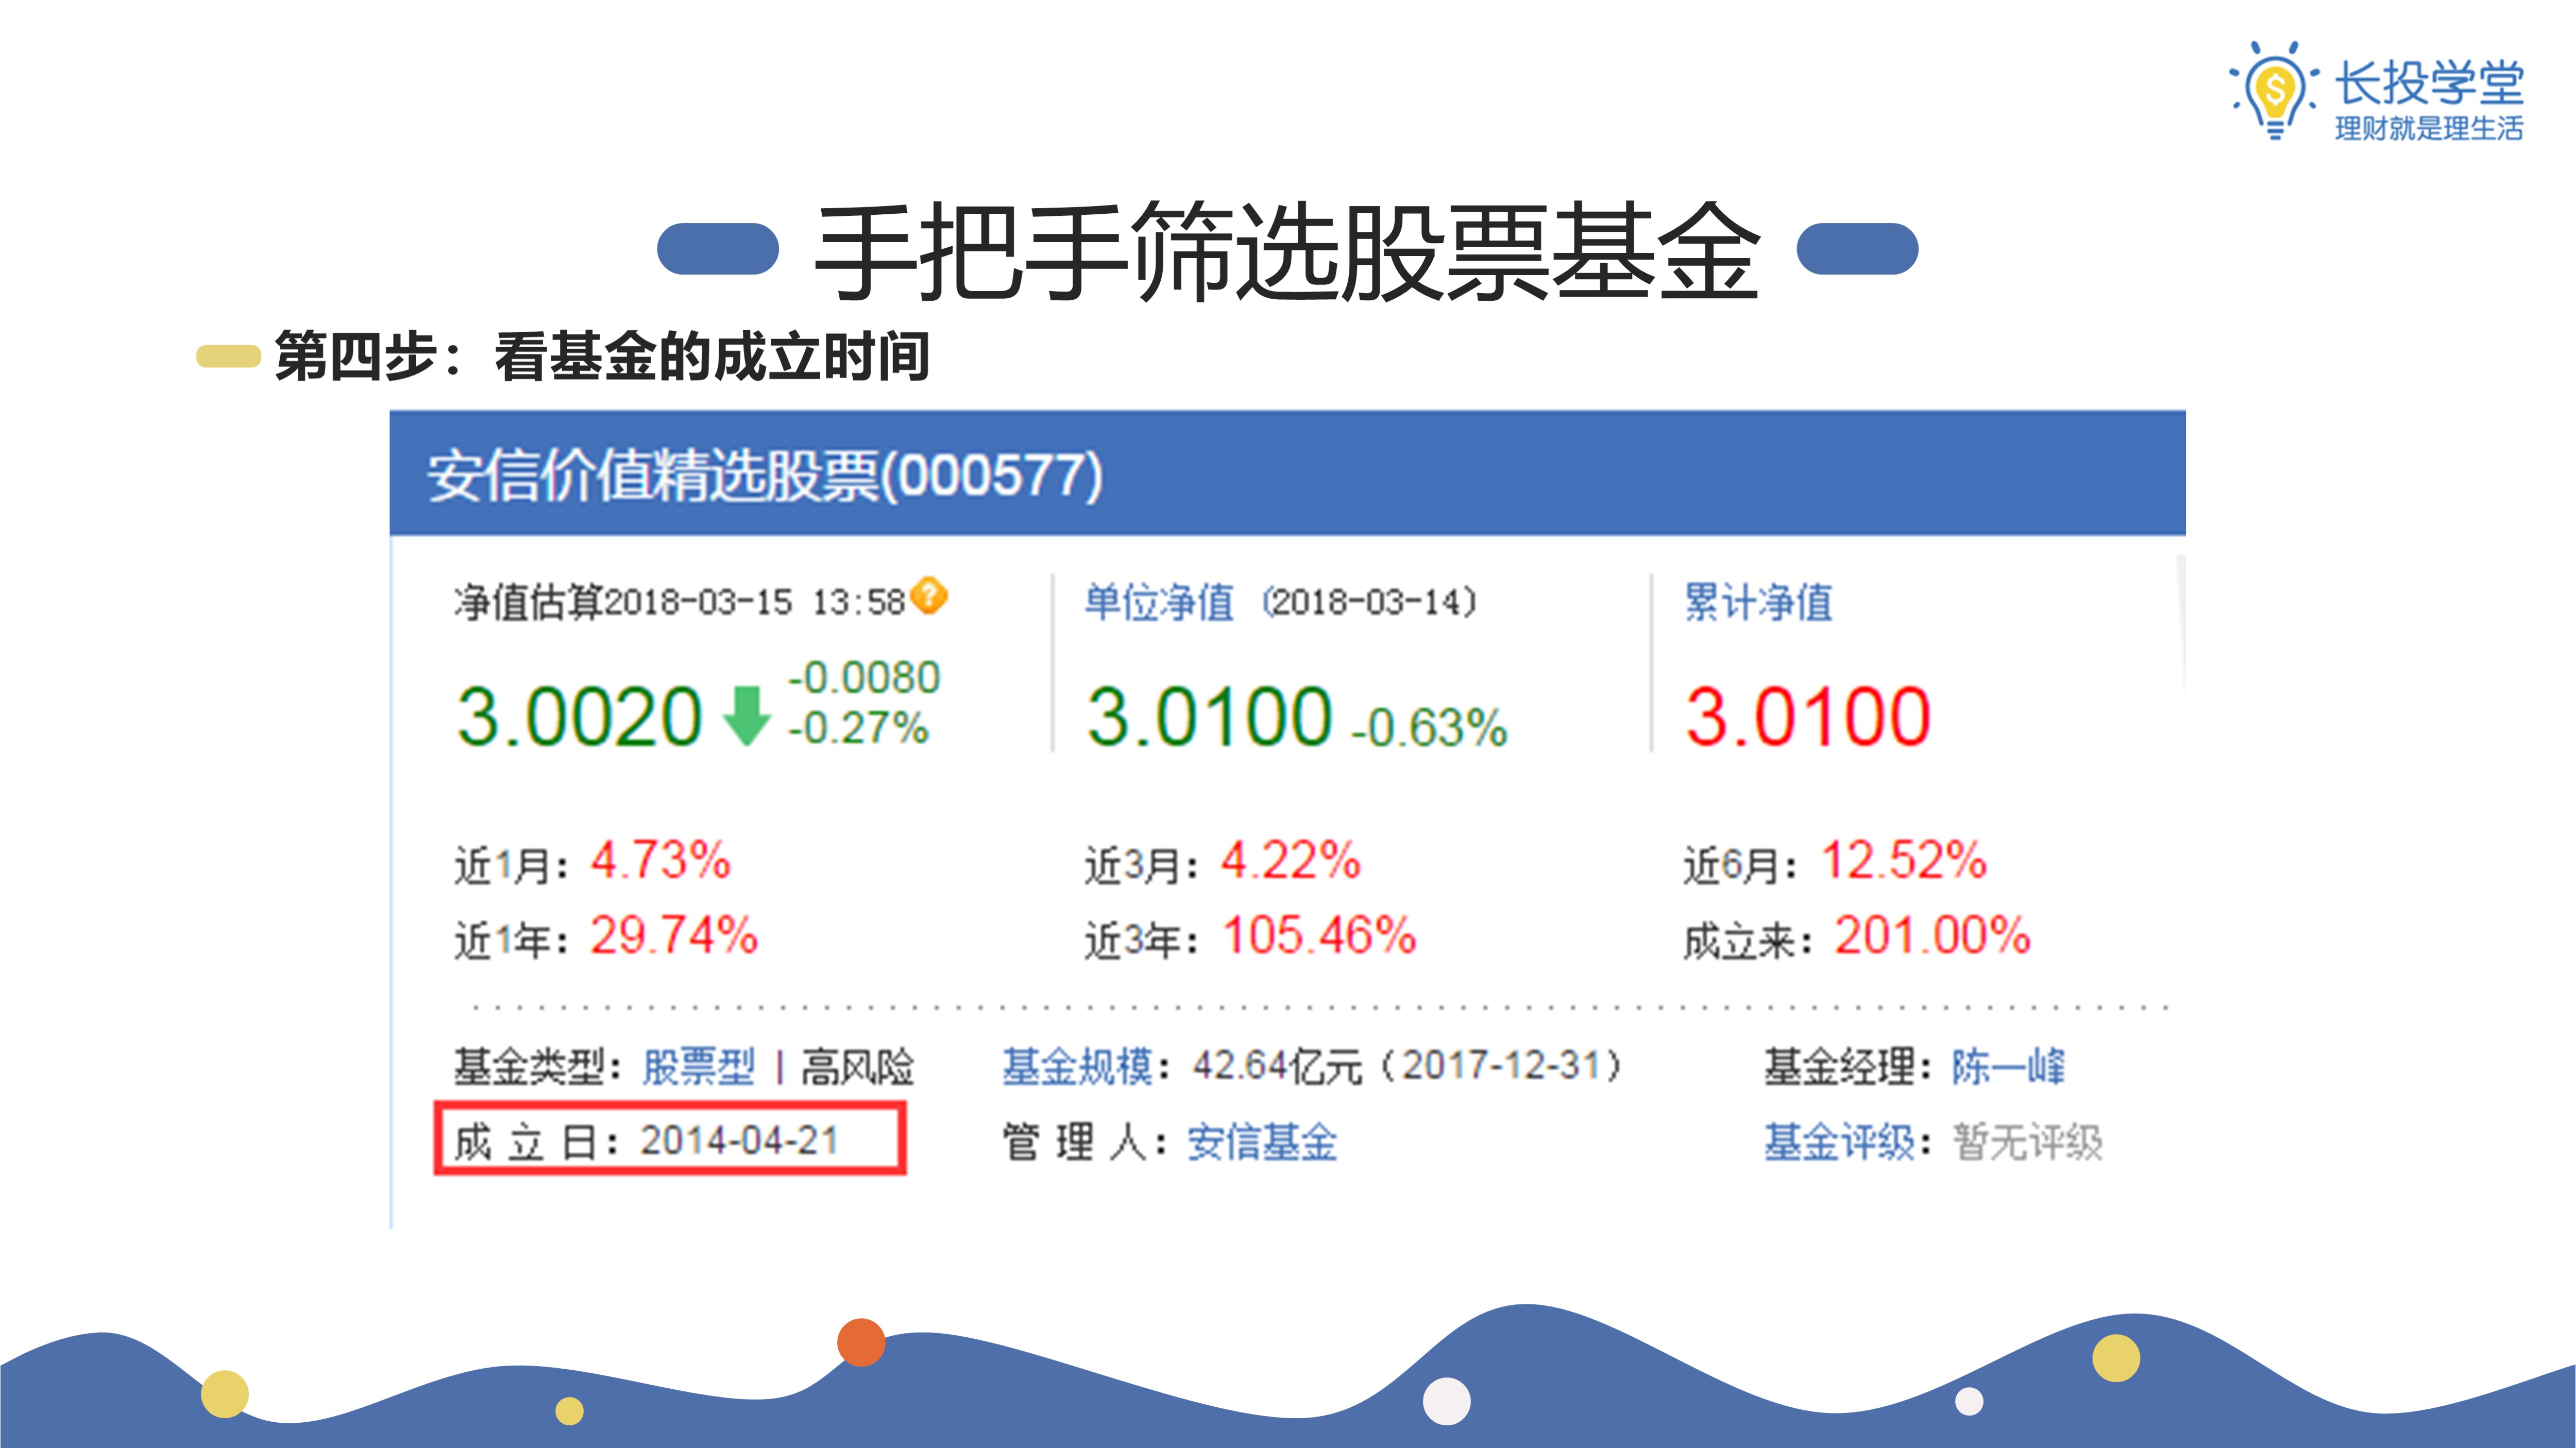 长投学堂
理财就是理生活
手把手筛选股票基金
第四步：看基金的成立时间
安信价值精选股票(000577)
净值估算2018-03-15 13:58 ?
单位净值（2018-03-14）
累计净值
3.0020 -0.0080 -0.27%
3.0100 -0.63%
3.0100
近1月：4.73% 近3月：4.22% 近6月：12.52%
近1年：29.74% 近3年：105.46% 成立来：201.00%
基金类型：股票型 | 高风险 基金规模：42.64亿元（2017-12-31） 基金经理：陈一峰
成 立 日：2014-04-21 管 理 人：安信基金 基金评级：暂无评级